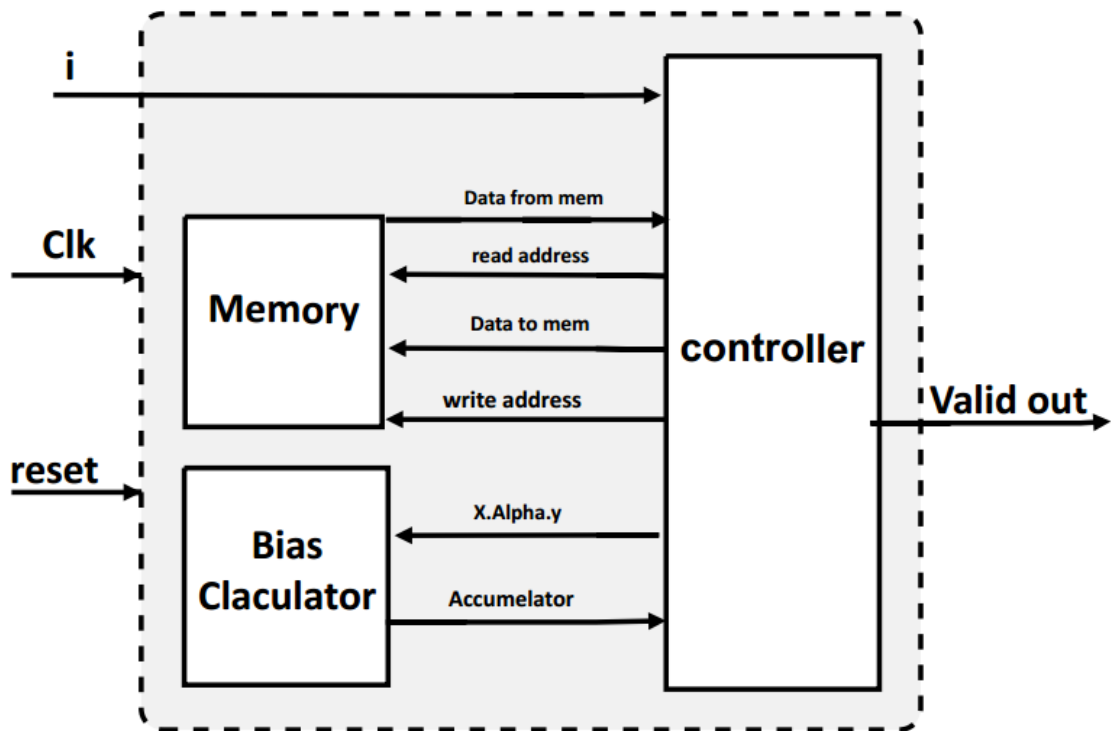 i
Data from mem
Clk
read address
Memory
Data to mem
controller
write address
Valid out
reset
X.Alpha.y
Bias
Claculator
Accumelator